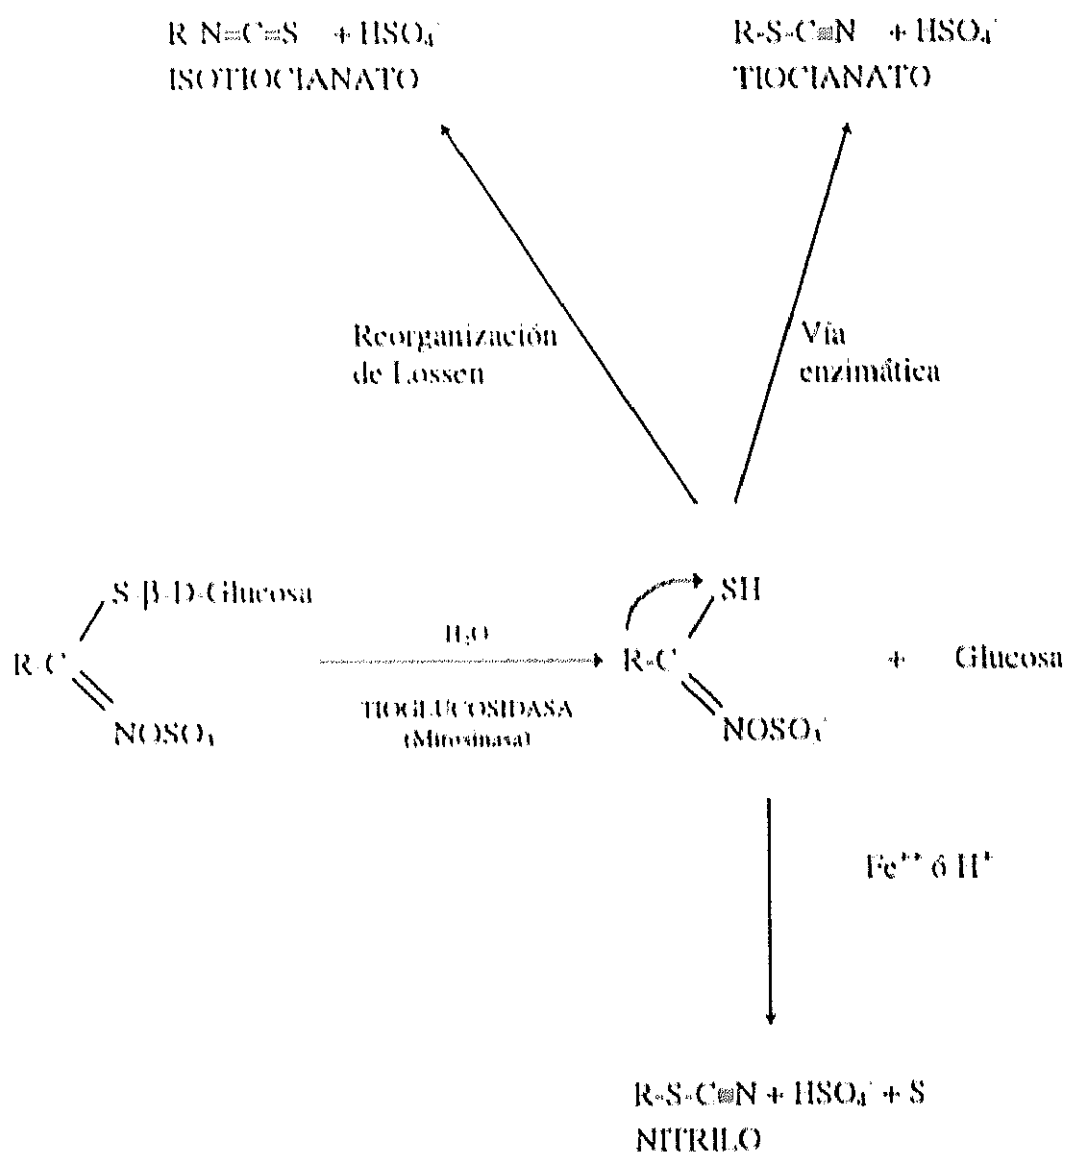 R-N=C=S + HSO₄⁻
ISOTIOCIANATO
R-S-C≡N + HSO₄⁻
TIOCIANATO
Reorganización
de Lossen
Vía
enzimática
S-β-D-Glucosa
R-C
NOSO₃
H₂O
TIOGLUCOSIDASA
(Mirosinasa)
SH
R-C
NOSO₃⁻
+ Glucosa
Fe⁺⁺ ó H⁺
R-S-C≡N + HSO₄⁻ + S
NITRILO